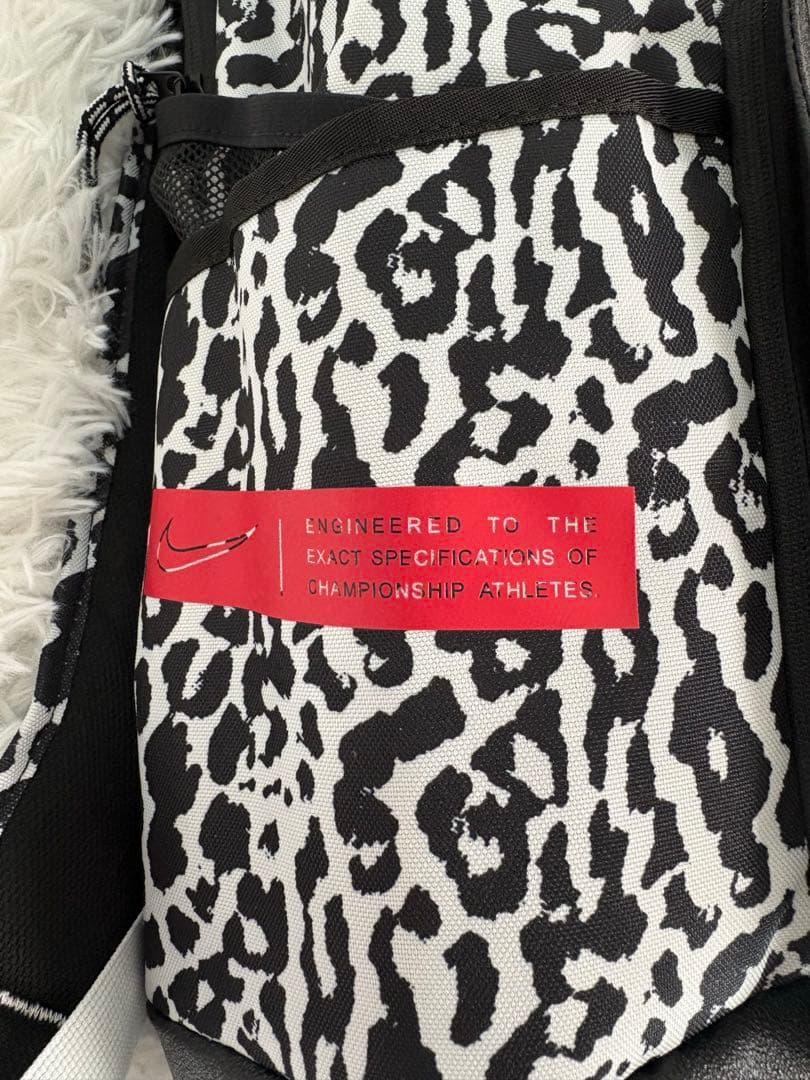 ENGINEERED TO THE
EXACT SPECIFICATIONS OF
CHAMPIONSHIP ATHLETES.